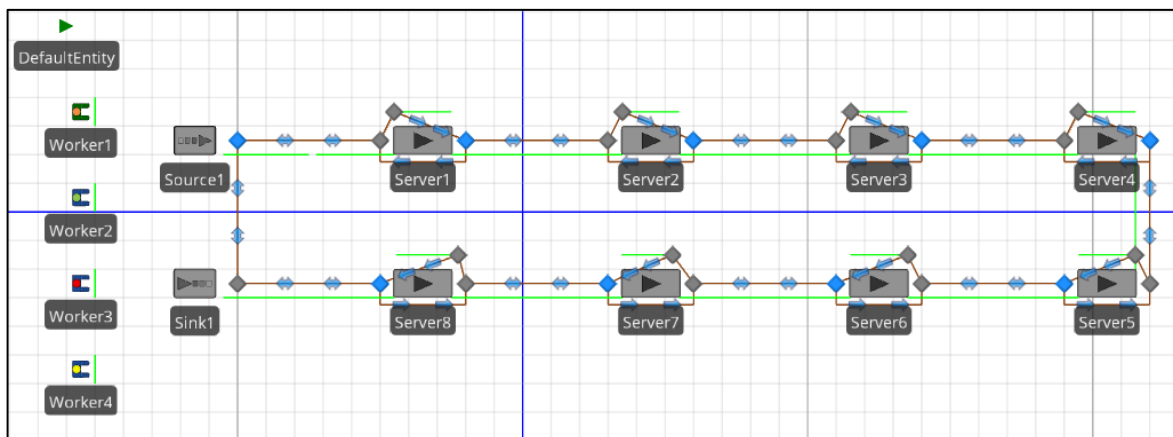 DefaultEntity
Worker1
Source1
Server1
Server2
Server3
Server4
Worker2
Worker3
Sink1
Server8
Server7
Server6
Server5
Worker4